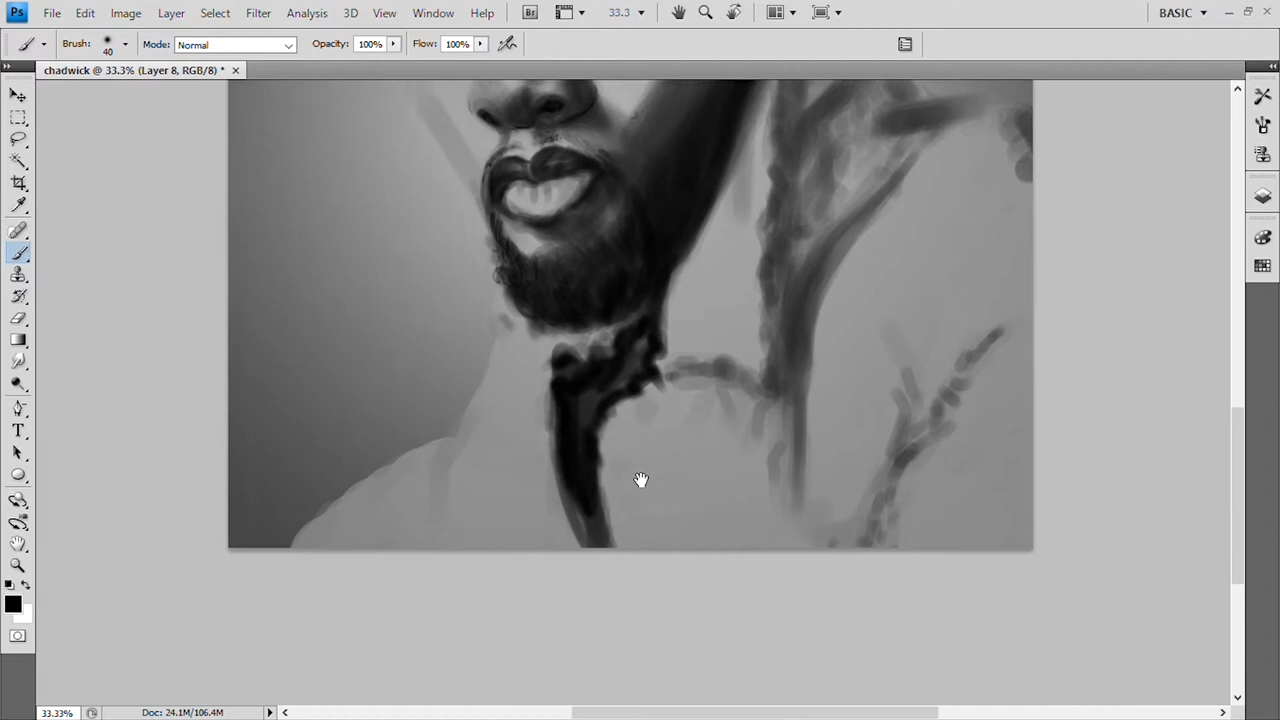 Ps File Edit Image Layer Select Filter Analysis 3D View Window Help Br 33.3 BASIC
Brush: 40 Mode: Normal Opacity: 100% Flow: 100%
chadwick @ 33.3% (Layer 8, RGB/8) *
T
33.33% Doc: 24.1M/106.4M